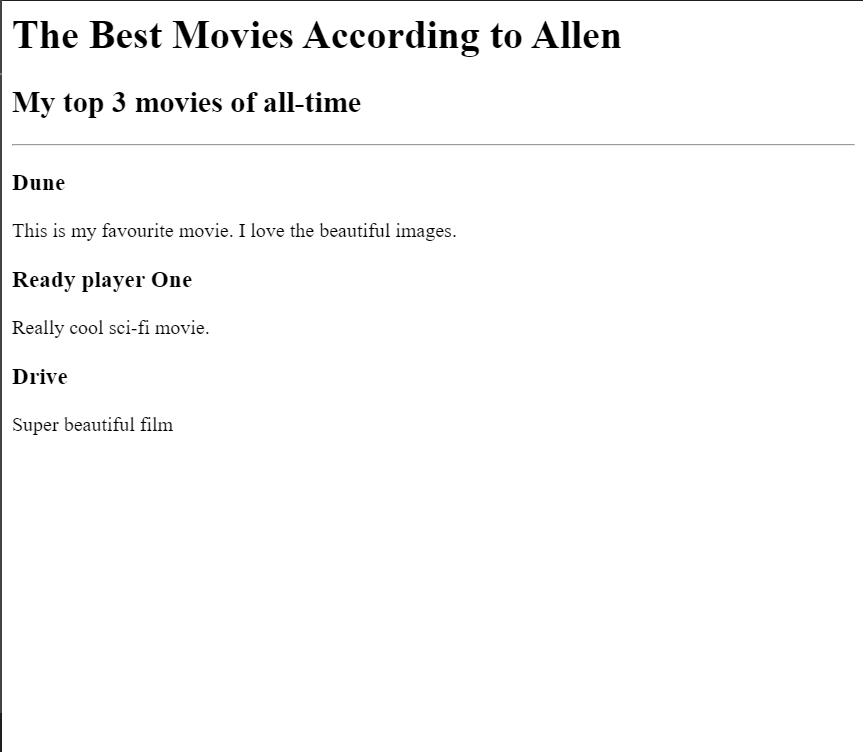 The Best Movies According to Allen
My top 3 movies of all-time
Dune
This is my favourite movie. I love the beautiful images.
Ready player One
Really cool sci-fi movie.
Drive
Super beautiful film